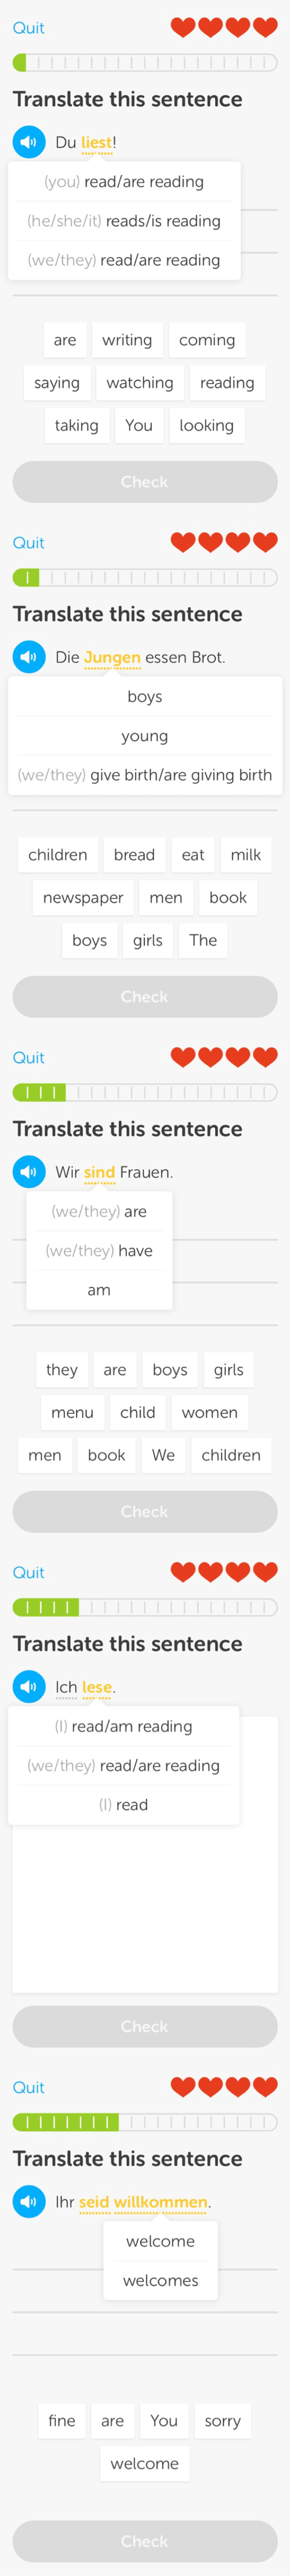 Quit
Translate this sentence
Du liest!
(you) read/are reading
(he/she/it) reads/is reading
(we/they) read/are reading
are writing coming
saying watching reading
taking You looking
Check
Quit
Translate this sentence
Die Jungen essen Brot.
boys
young
(we/they) give birth/are giving birth
children bread eat milk
newspaper men book
boys girls The
Check
Quit
Translate this sentence
Wir sind Frauen.
(we/they) are
(we/they) have
am
they are boys girls
menu child women
men book We children
Check
Quit
Translate this sentence
Ich lese.
(I) read/am reading
(we/they) read/are reading
(I) read
Check
Quit
Translate this sentence
Ihr seid willkommen.
welcome
welcomes
fine are You sorry
welcome
Check